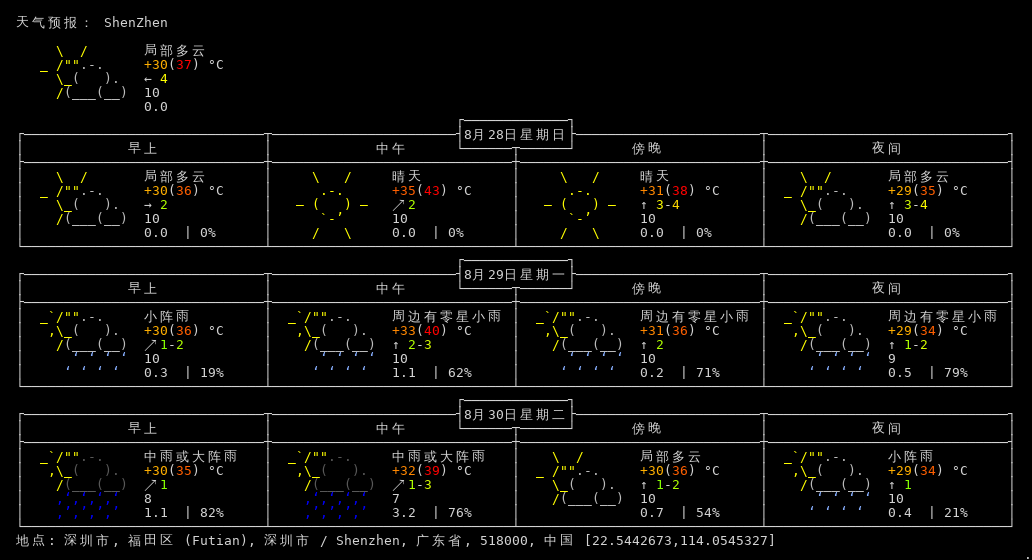 天气预报： ShenZhen
局部多云
+30(37) °C
← 4
10
0.0
8月28日星期日
早上 中午 傍晚 夜间
局部多云 晴天 晴天 局部多云
+30(36) °C +35(43) °C +31(38) °C +29(35) °C
→ 2 ↗2 ↑ 3-4 ↑ 3-4
10 10 10 10
0.0 | 0% 0.0 | 0% 0.0 | 0% 0.0 | 0%
8月29日星期一
早上 中午 傍晚 夜间
小阵雨 周边有零星小雨 周边有零星小雨 周边有零星小雨
+30(36) °C +33(40) °C +31(36) °C +29(34) °C
↗1-2 ↑ 2-3 ↑ 2 ↑ 1-2
10 10 10 9
0.3 | 19% 1.1 | 62% 0.2 | 71% 0.5 | 79%
8月30日星期二
早上 中午 傍晚 夜间
中雨或大阵雨 中雨或大阵雨 局部多云 小阵雨
+30(35) °C +32(39) °C +30(36) °C +29(34) °C
↗1 ↗1-3 ↑ 1-2 ↑ 1
8 7 10 10
1.1 | 82% 3.2 | 76% 0.7 | 54% 0.4 | 21%
地点: 深圳市, 福田区 (Futian), 深圳市 / Shenzhen, 广东省, 518000, 中国 [22.5442673,114.0545327]